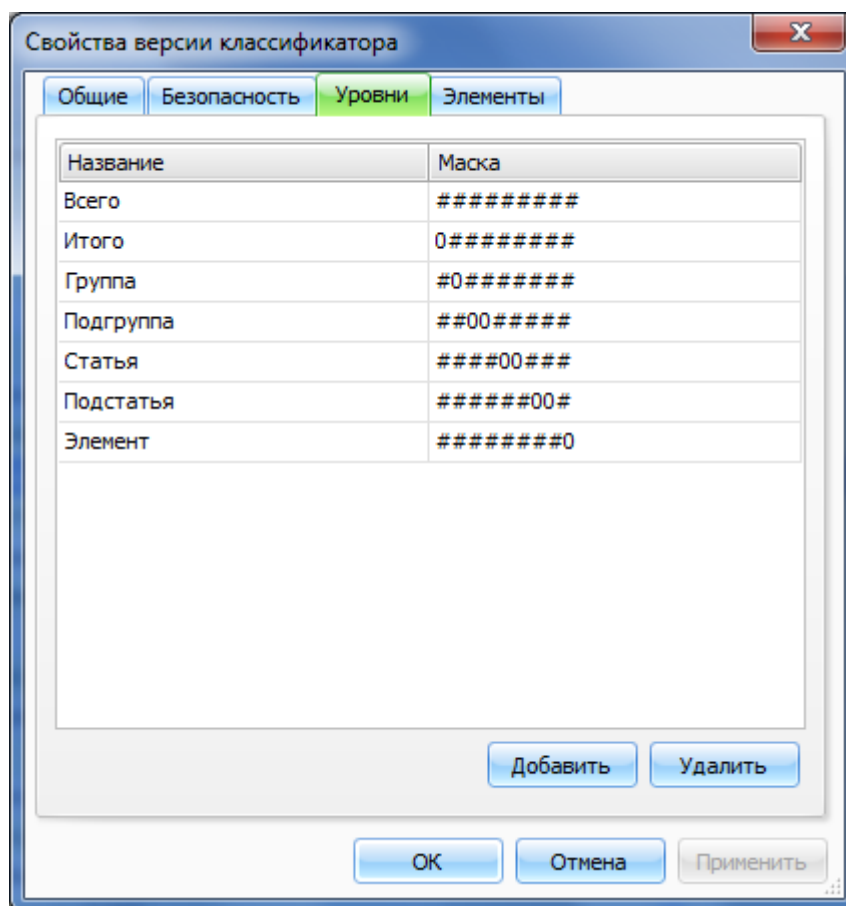 Свойства версии классификатора
Общие Безопасность Уровни Элементы
Название Маска
Всего #########
Итого 0########
Группа #0#######
Подгруппа ##00#####
Статья ####00###
Подстатья ######00#
Элемент ########0
Добавить Удалить
OK Отмена Применить